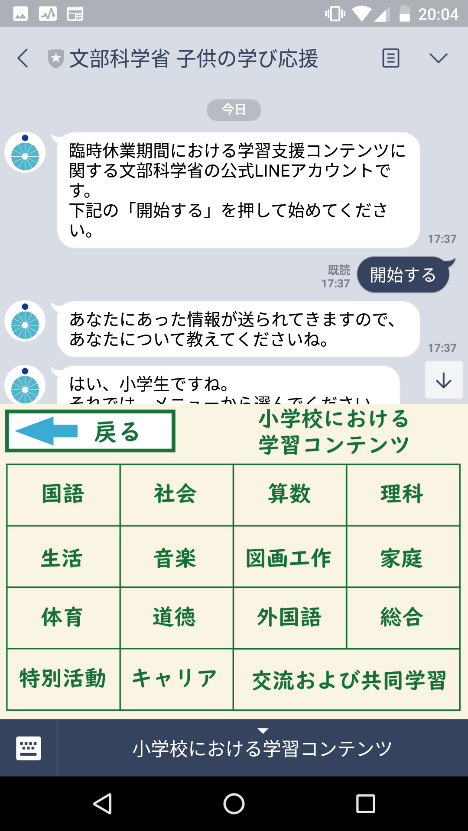 20:04
文部科学省 子供の学び応援
今日
臨時休業期間における学習支援コンテンツに
関する文部科学省の公式LINEアカウントで
す。
下記の「開始する」を押して始めてくださ
い。
17:37
既読
17:37
開始する
あなたにあった情報が送られてきますので、
あなたについて教えてくださいね。
17:37
はい、小学生ですね。
それでは、メニューから選んでください
戻る
小学校における
学習コンテンツ
国語 社会 算数 理科
生活 音楽 図画工作 家庭
体育 道徳 外国語 総合
特別活動 キャリア 交流および共同学習
小学校における学習コンテンツ